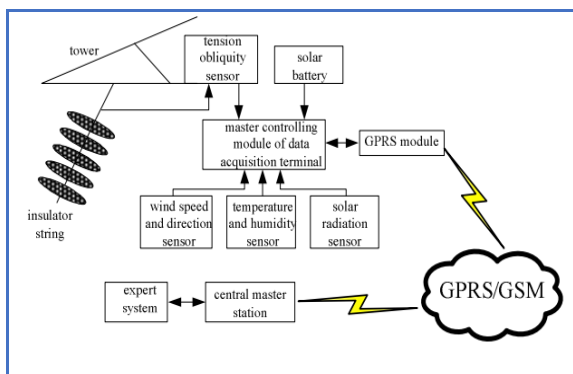 tower
tension
obliquity
sensor
solar
battery
master controlling
module of data
acquisition terminal
GPRS module
insulator
string
wind speed
and direction
sensor
temperature
and humidity
sensor
solar
radiation
sensor
expert
system
central master
station
GPRS/GSM